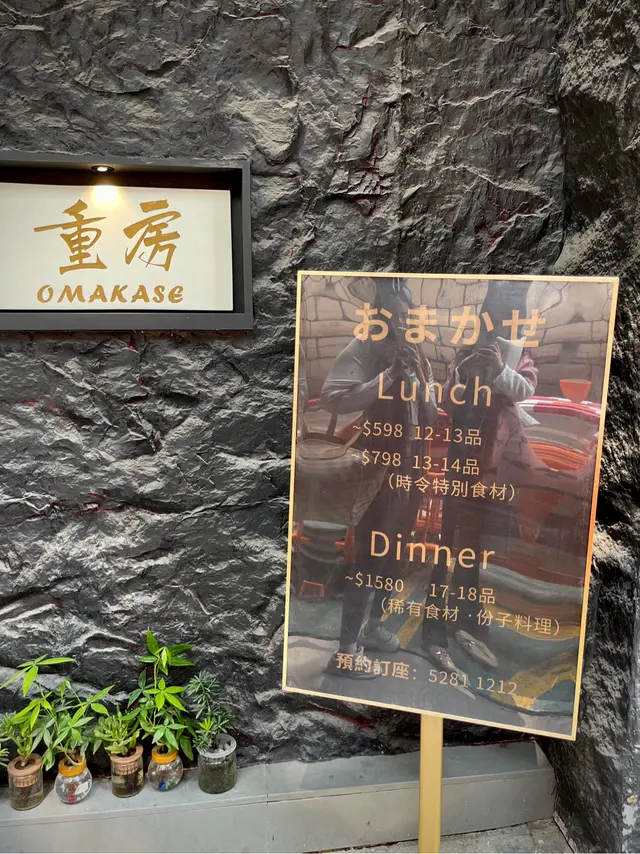 重房
OMAKASE
おまかせ
Lunch
~$598 12-13品
~$798 13-14品
(時令特別食材)
Dinner
~$1580 17-18品
(稀有食材·份子料理)
預約訂座: 5281 1212